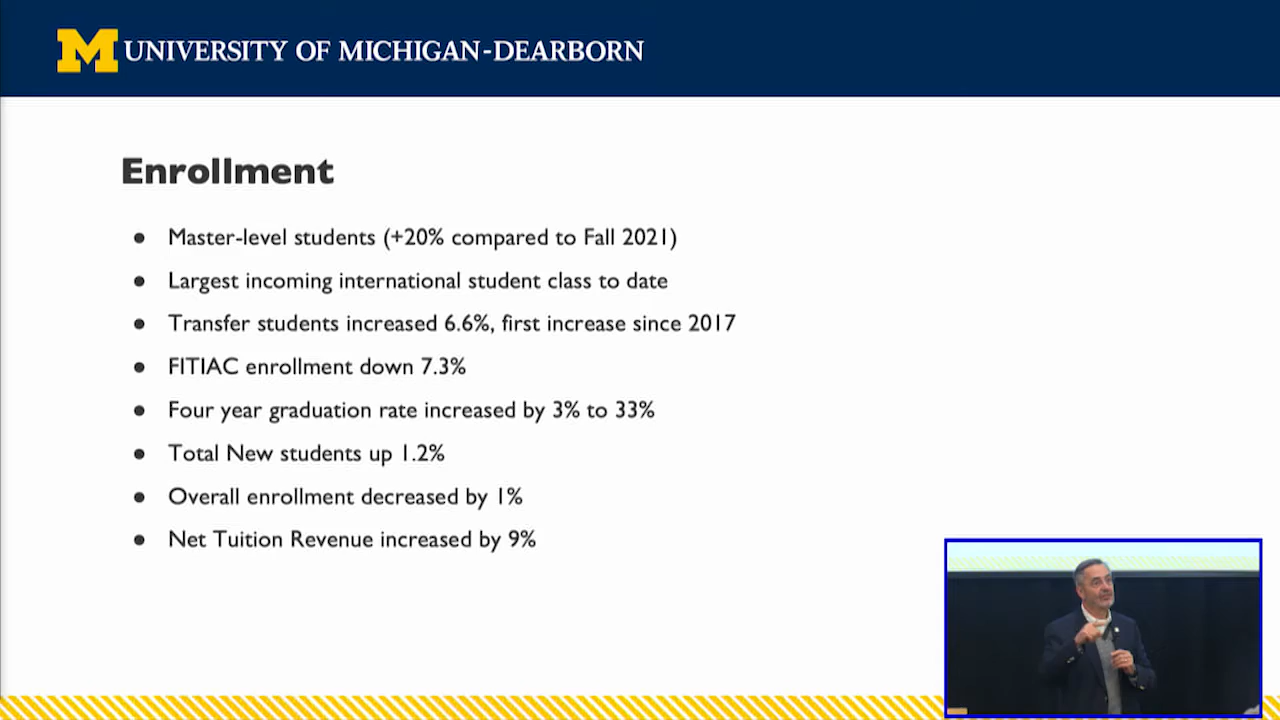 M UNIVERSITY OF MICHIGAN-DEARBORN
Enrollment
● Master-level students (+20% compared to Fall 2021)
● Largest incoming international student class to date
● Transfer students increased 6.6%, first increase since 2017
● FITIAC enrollment down 7.3%
● Four year graduation rate increased by 3% to 33%
● Total New students up 1.2%
● Overall enrollment decreased by 1%
● Net Tuition Revenue increased by 9%